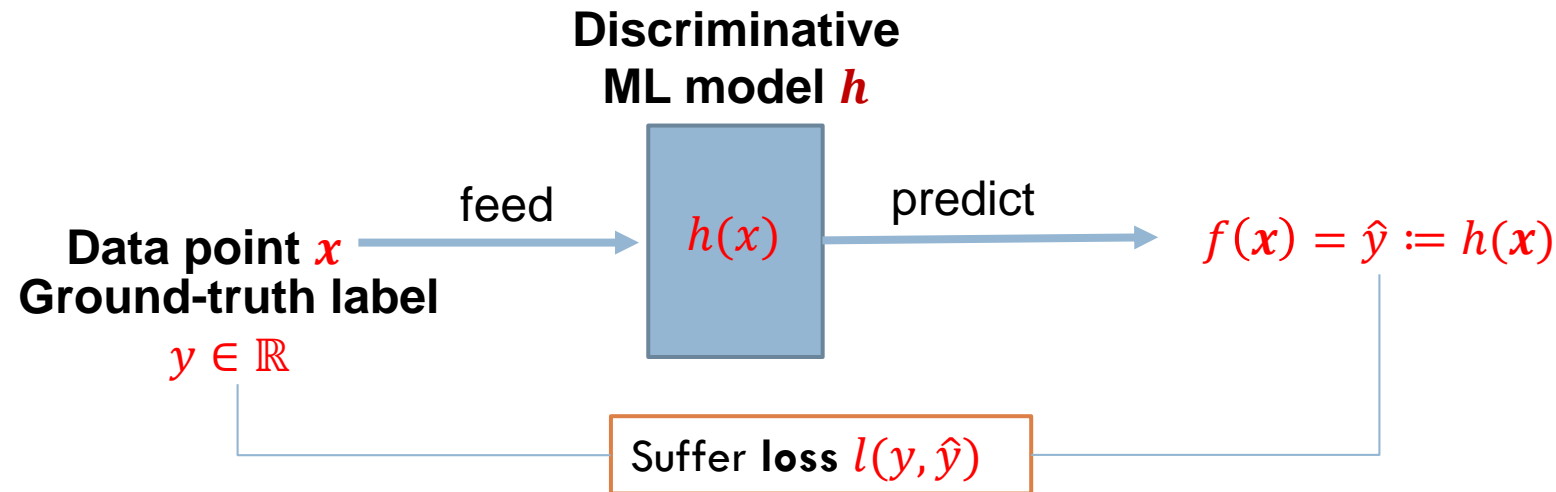 Discriminative
ML model h
feed
h(x)
predict
Data point x
Ground-truth label
y ∈ ℝ
f(x) = ŷ ≔ h(x)
Suffer loss l(y, ŷ)